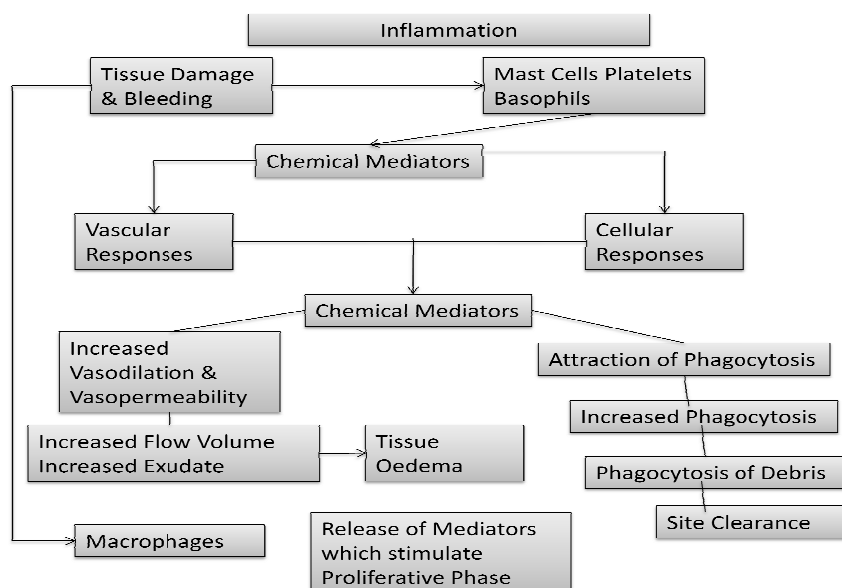 Inflammation
Tissue Damage
& Bleeding
Mast Cells Platelets
Basophils
Chemical Mediators
Vascular
Responses
Cellular
Responses
Chemical Mediators
Increased
Vasodilation &
Vasopermeability
Attraction of Phagocytosis
Increased Phagocytosis
Increased Flow Volume
Increased Exudate
Tissue
Oedema
Phagocytosis of Debris
Site Clearance
Macrophages
Release of Mediators
which stimulate
Proliferative Phase